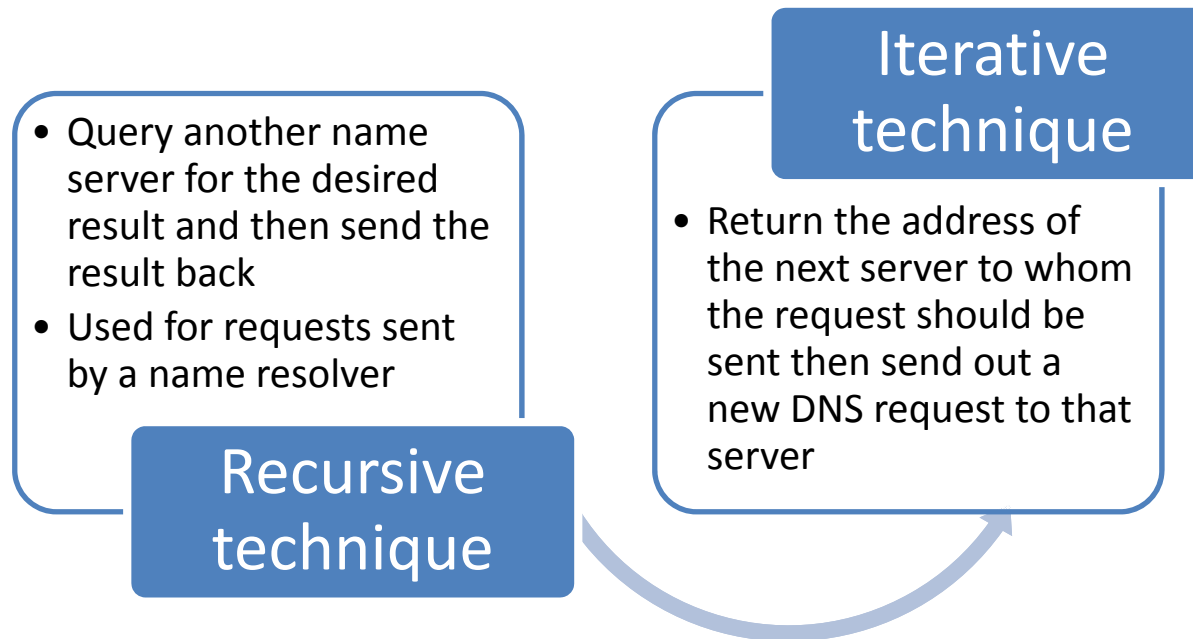 • Query another name
server for the desired
result and then send the
result back
• Used for requests sent
by a name resolver
Recursive
technique
Iterative
technique
• Return the address of
the next server to whom
the request should be
sent then send out a
new DNS request to that
server